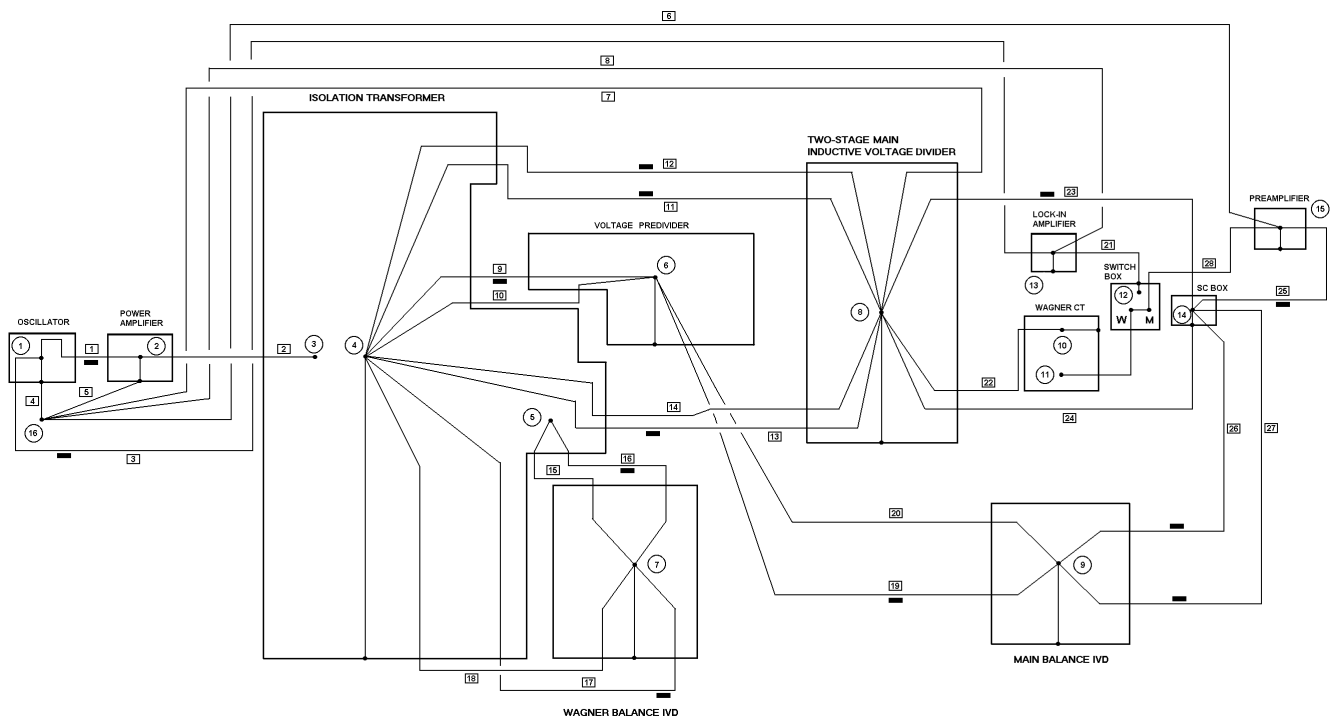 6
8
7
ISOLATION TRANSFORMER
TWO-STAGE MAIN
INDUCTIVE VOLTAGE DIVIDER
12
11
23
PREAMPLIFIER
15
LOCK-IN
AMPLIFIER
21
13
VOLTAGE PREDIVIDER
6
9
10
SWITCH
BOX
12
W M
28
SC BOX
25
14
WAGNER CT
10
11
8
OSCILLATOR
1
1
POWER
AMPLIFIER
2
2
3
4
4
5
16
3
22
14
13
24
5
15
16
26
27
20
19
7
9
18
17
MAIN BALANCE IVD
WAGNER BALANCE IVD